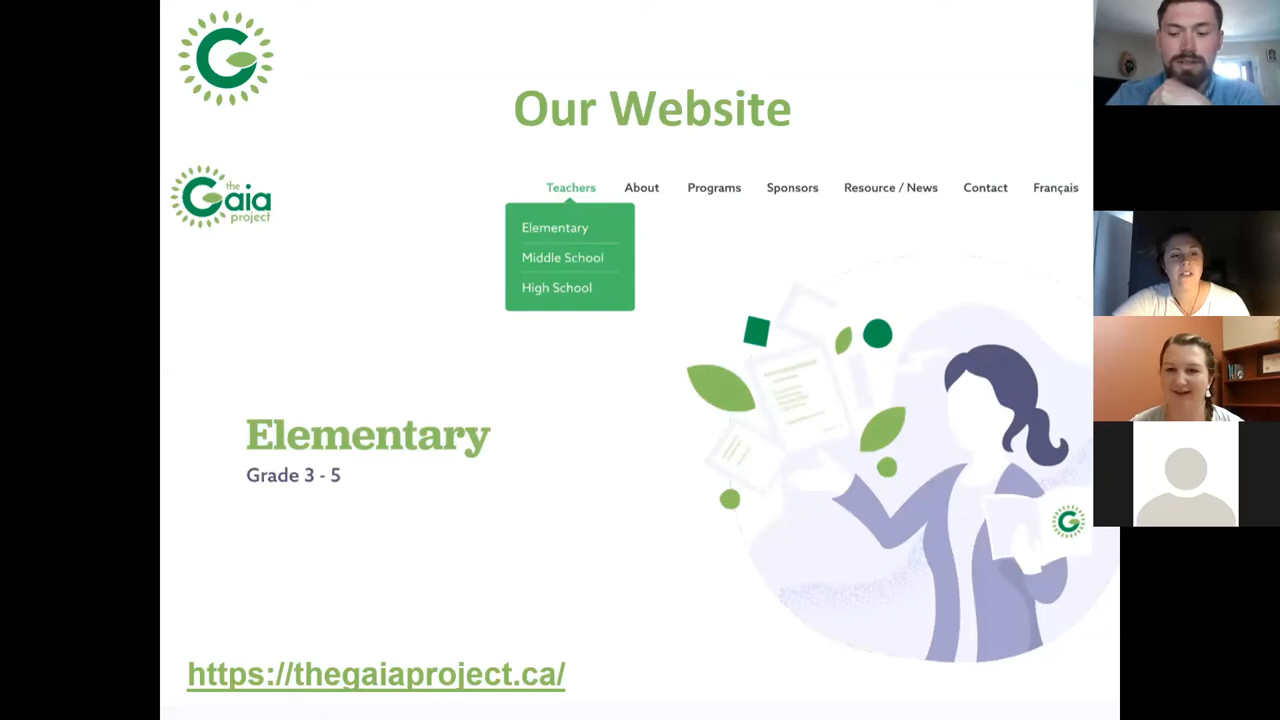 Our Website
the
Gaia
project
Teachers
About
Programs
Sponsors
Resource / News
Contact
Français
Elementary
Middle School
High School
Elementary
Grade 3 - 5
https://thegaiaproject.ca/